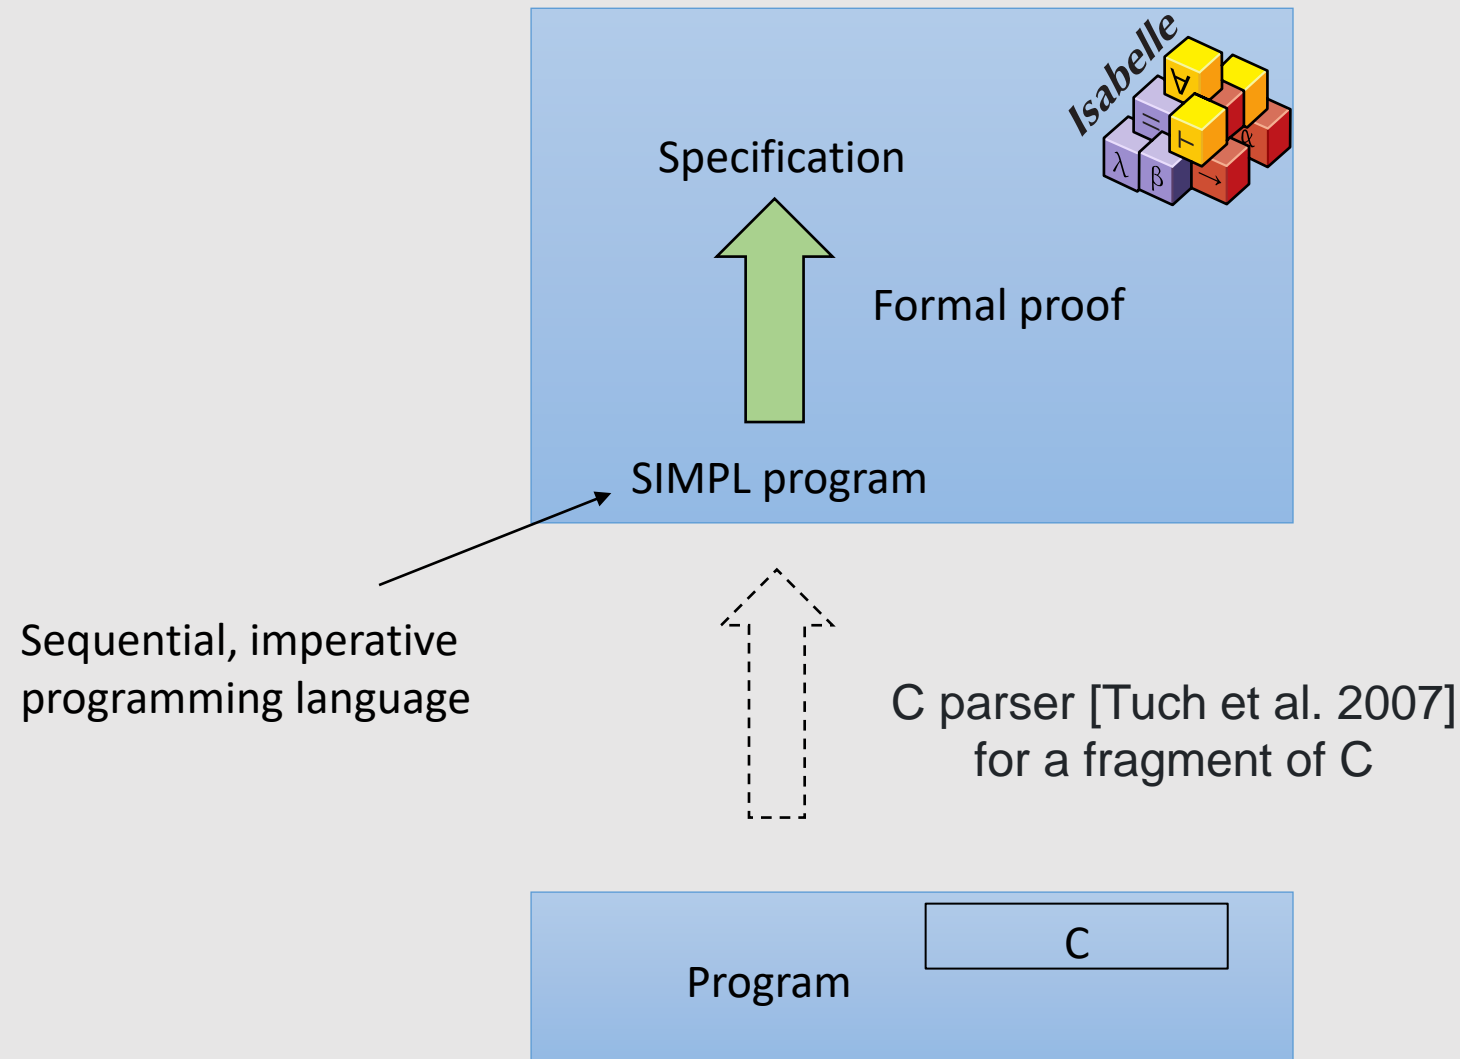 Isabelle
∀
=
⊢
α
λ
β
→
Specification
Formal proof
SIMPL program
Sequential, imperative
programming language
C parser [Tuch et al. 2007]
for a fragment of C
C
Program